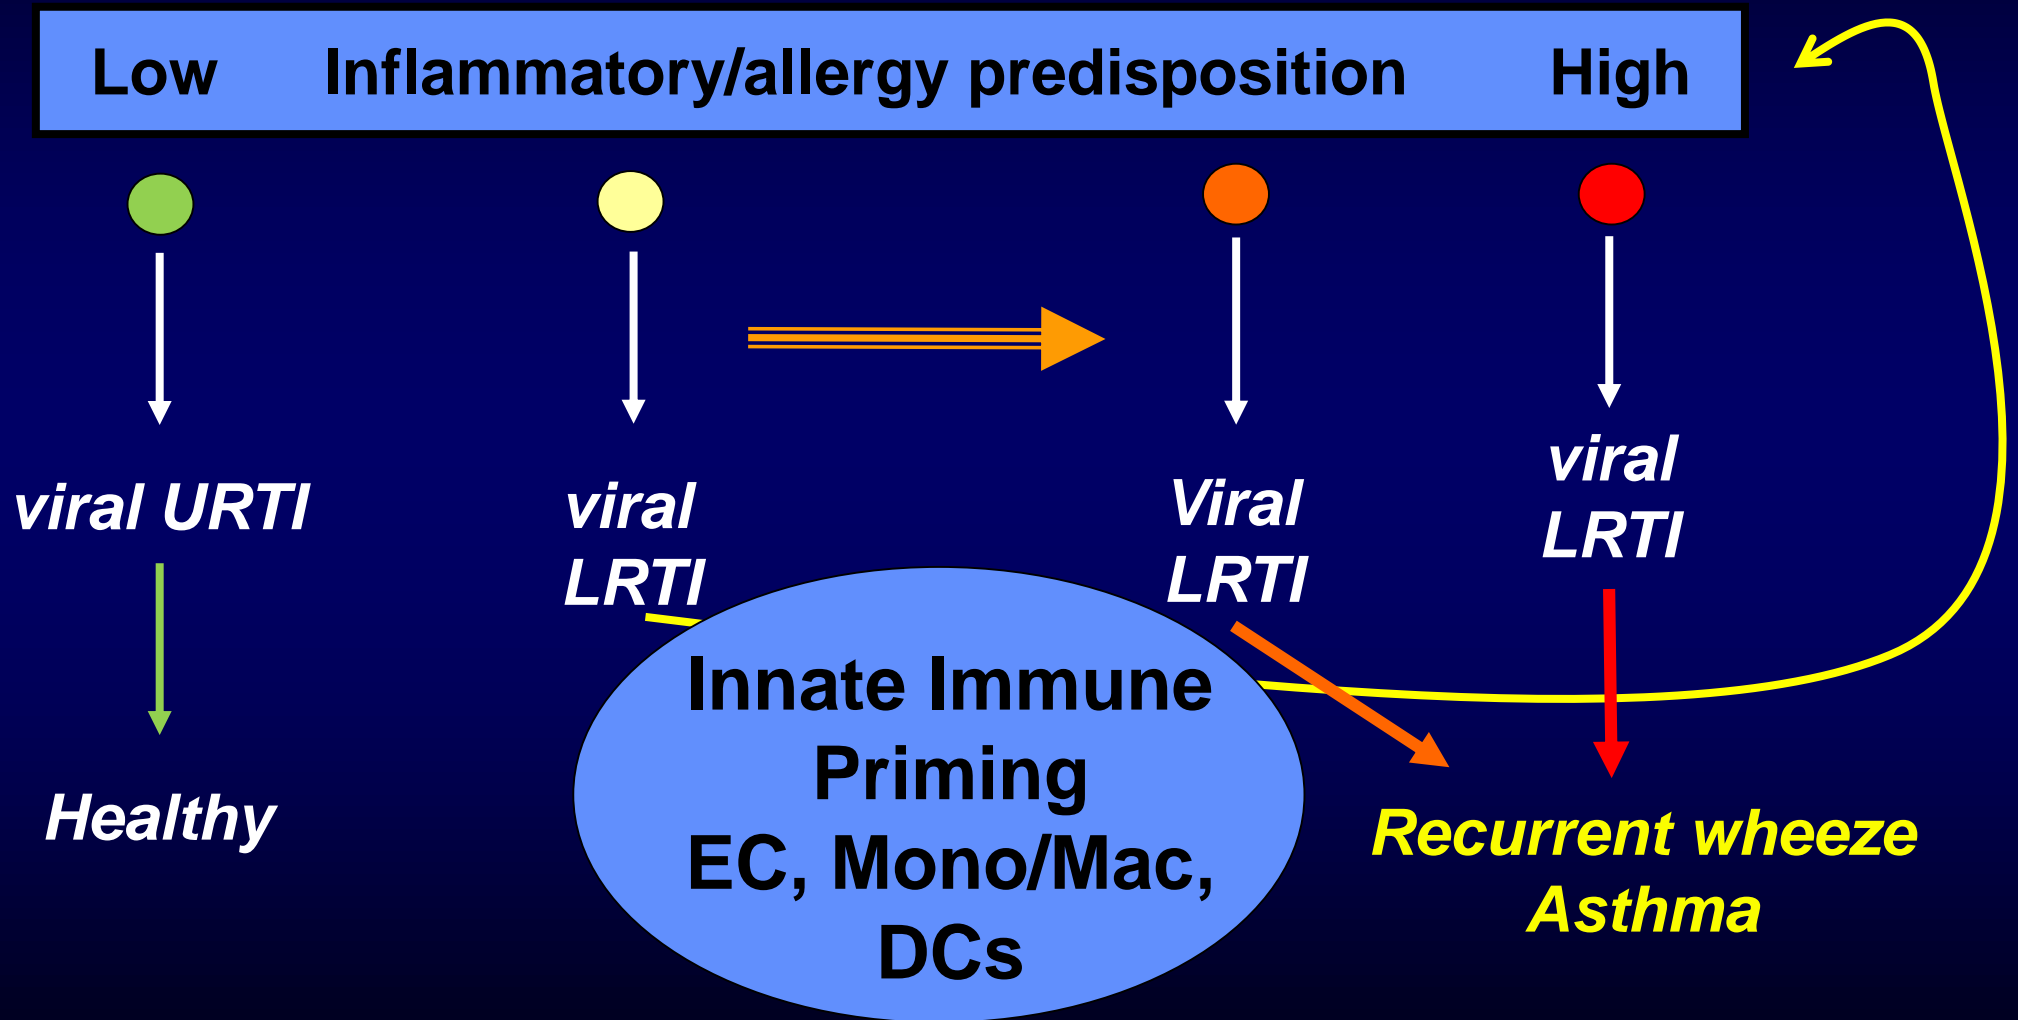 Low Inflammatory/allergy predisposition High
viral URTI
viral
LRTI
Viral
LRTI
viral
LRTI
Healthy
Innate Immune
Priming
EC, Mono/Mac,
DCs
Recurrent wheeze
Asthma